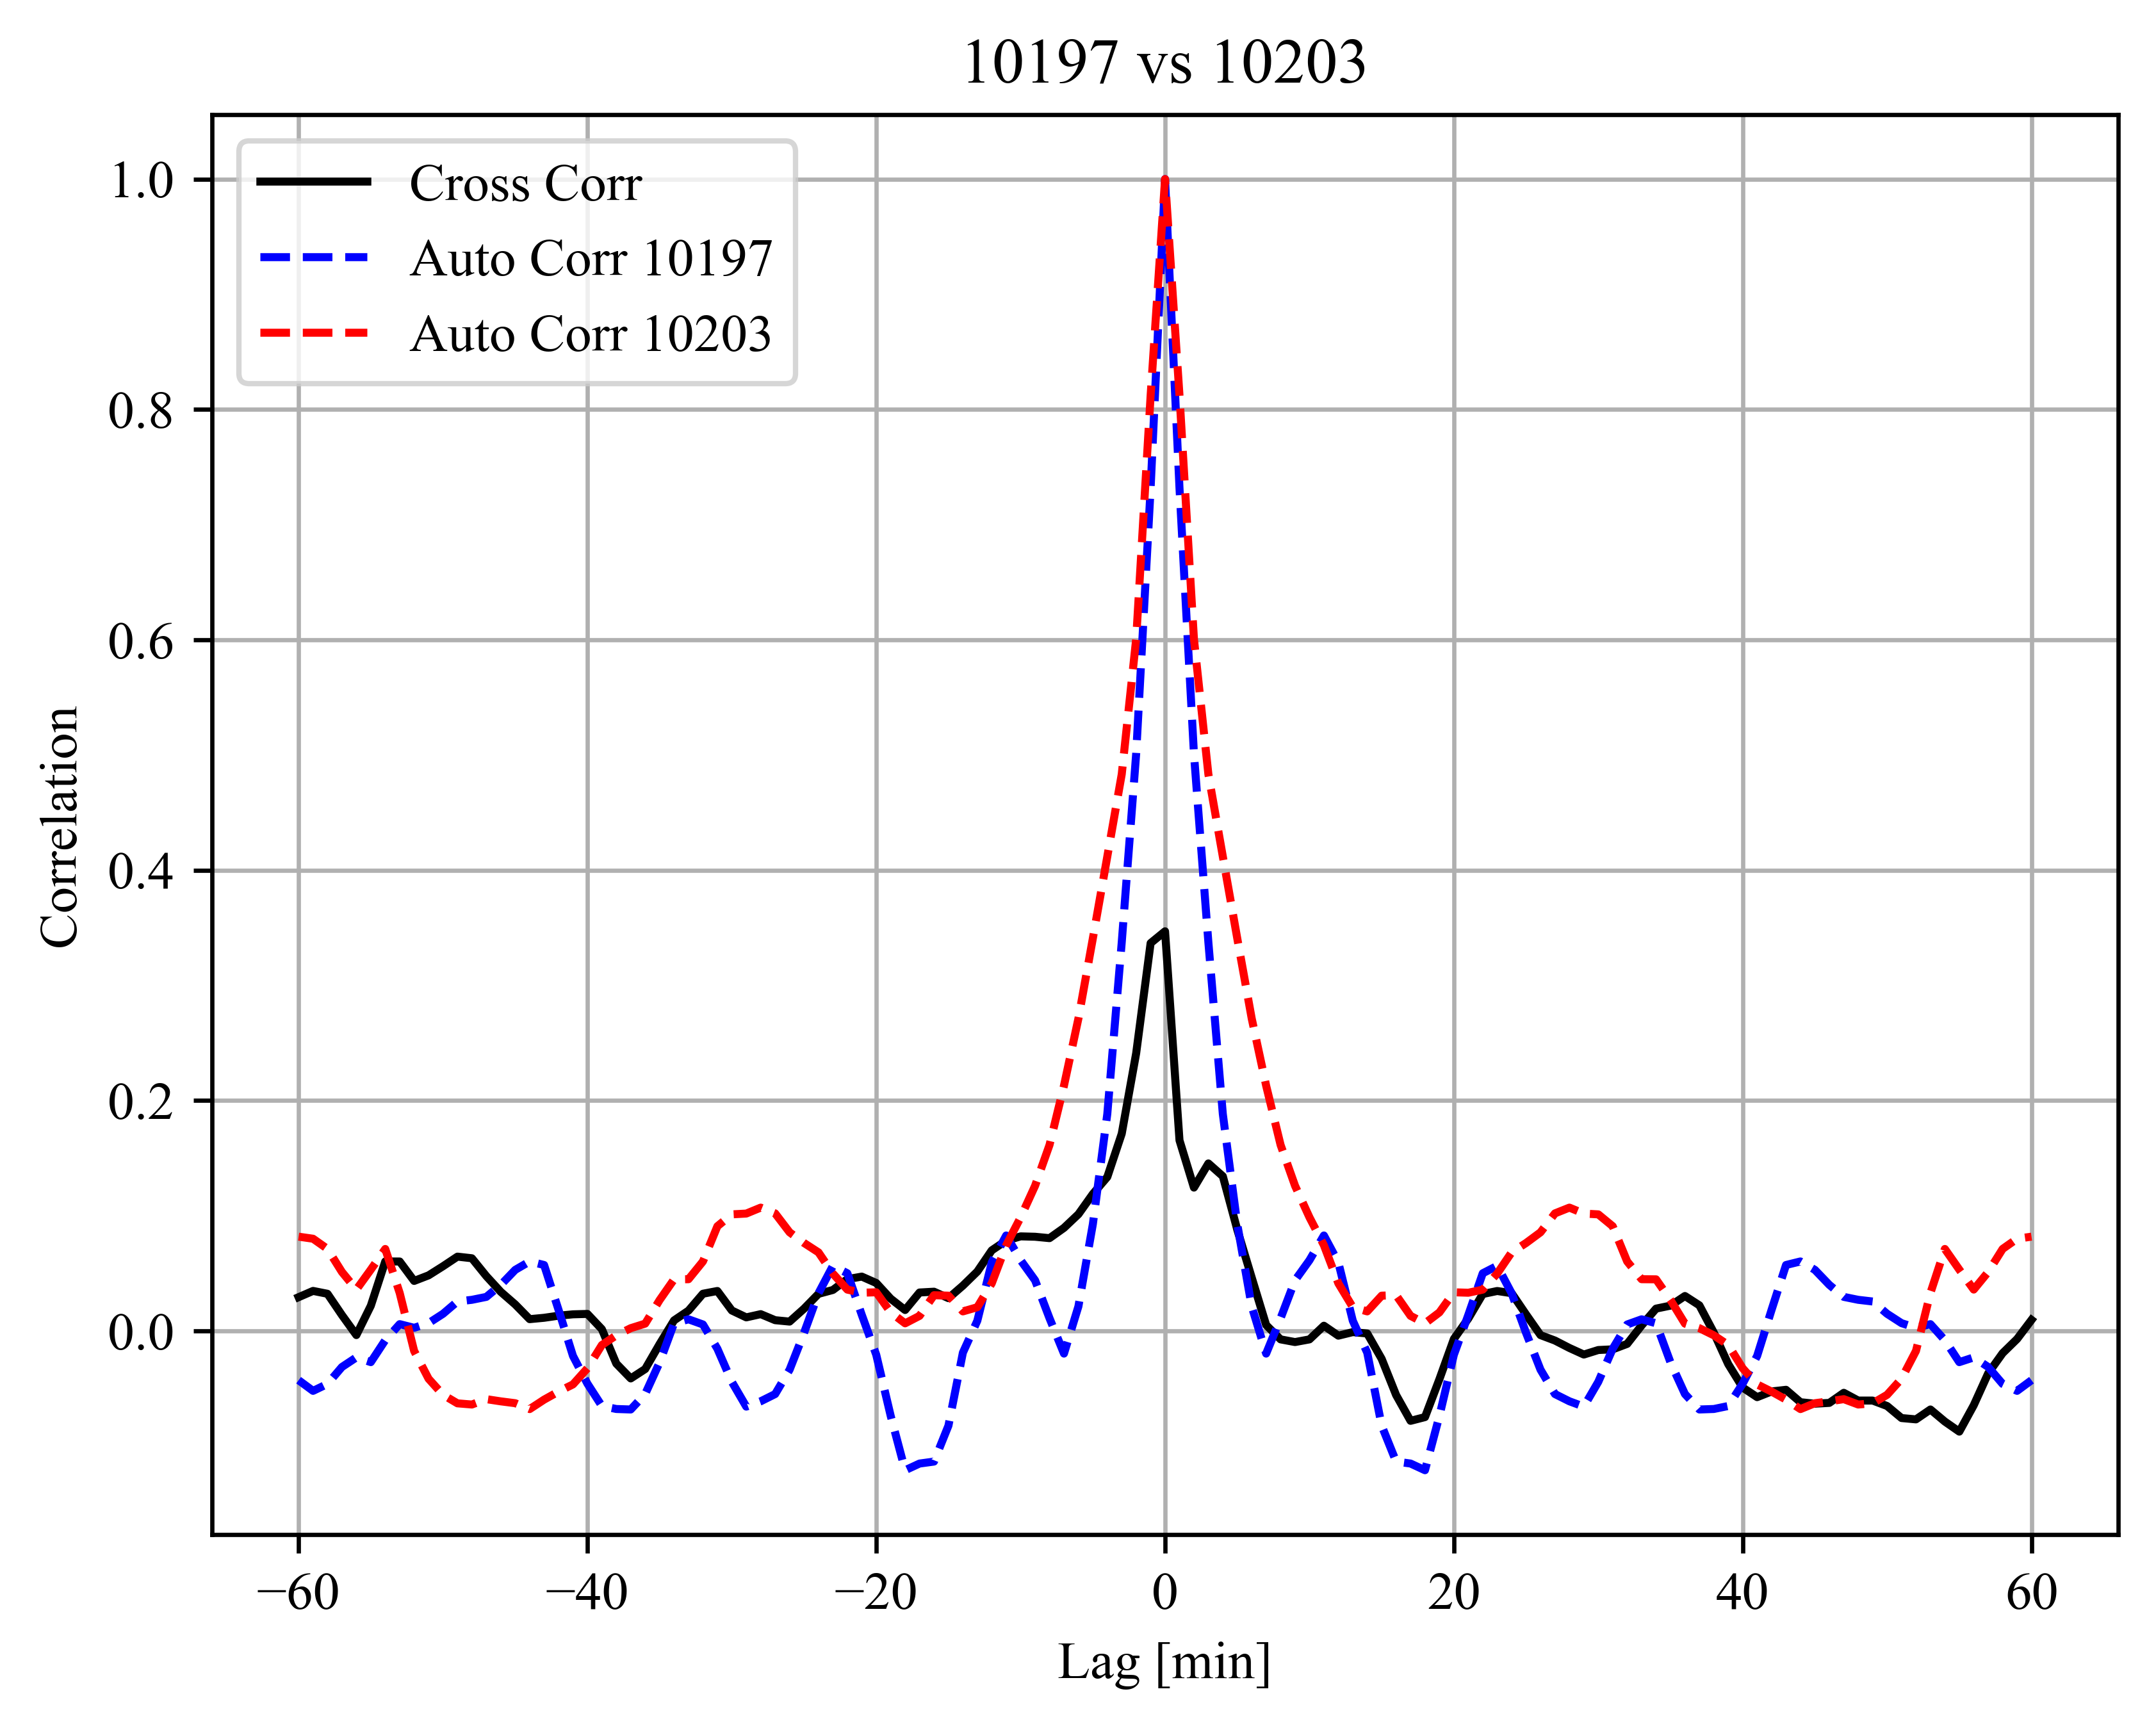 10197 vs 10203
Cross Corr
Auto Corr 10197
Auto Corr 10203
1.0
0.8
0.6
0.4
0.2
0.0
Correlation
−60 −40 −20 0 20 40 60
Lag [min]